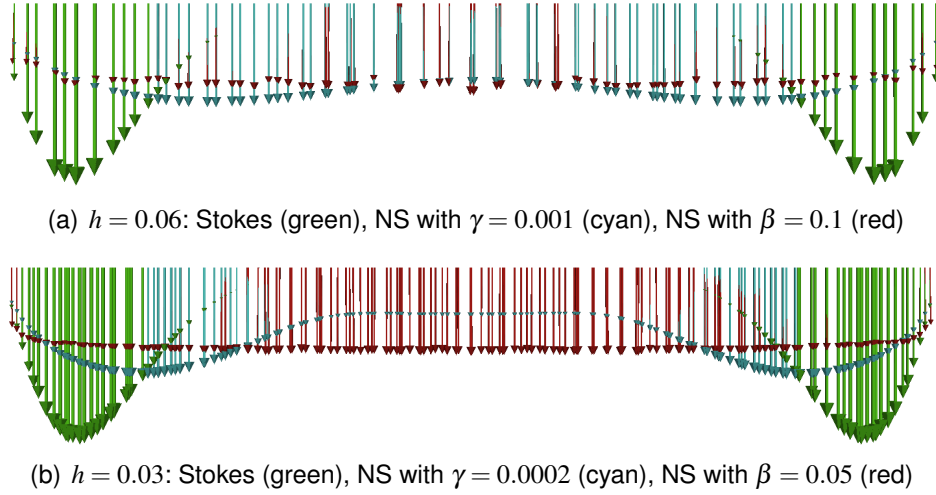 (a) h = 0.06: Stokes (green), NS with γ = 0.001 (cyan), NS with β = 0.1 (red)
(b) h = 0.03: Stokes (green), NS with γ = 0.0002 (cyan), NS with β = 0.05 (red)